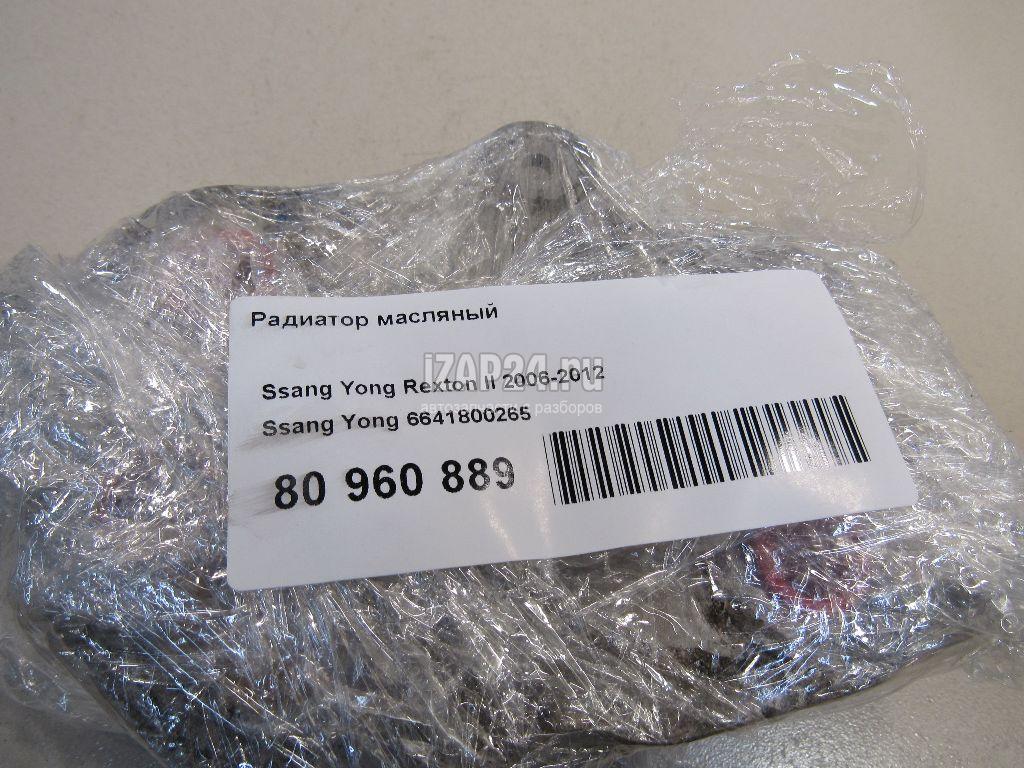 Радиатор масляный
iZAP24.ru
Ssang Yong Rexton II 2006-2012
автозапчасти с разборов
Ssang Yong 6641800265
80 960 889